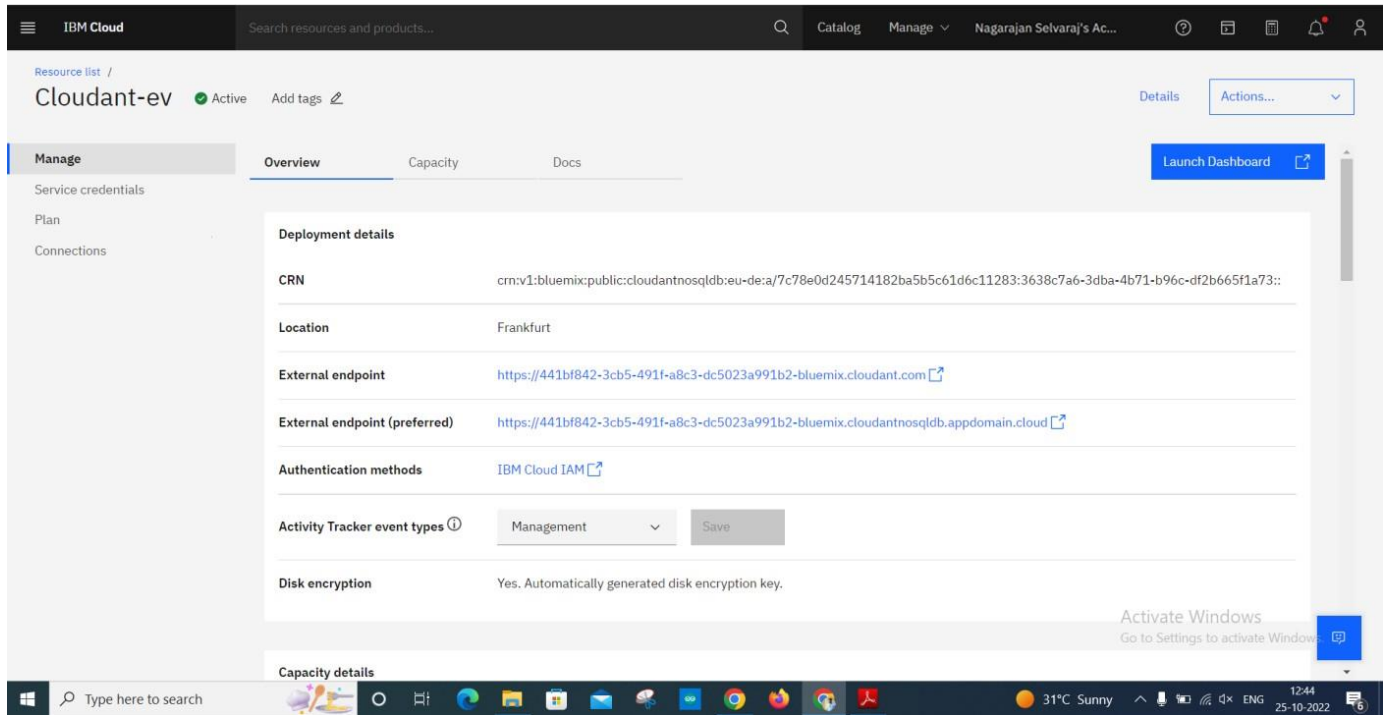 IBM Cloud
Search resources and products...
Catalog
Manage
Nagarajan Selvaraj's Ac...
Resource list /
Cloudant-ev
Active
Add tags
Details
Actions...
Manage
Service credentials
Plan
Connections
Overview
Capacity
Docs
Launch Dashboard
Deployment details
CRN
crn:v1:bluemix:public:cloudantnosqldb:eu-de:a/7c78e0d245714182ba5b5c61d6c11283:3638c7a6-3dba-4b71-b96c-df2b665f1a73::
Location
Frankfurt
External endpoint
https://441bf842-3cb5-491f-a8c3-dc5023a991b2-bluemix.cloudant.com
External endpoint (preferred)
https://441bf842-3cb5-491f-a8c3-dc5023a991b2-bluemix.cloudantnosqldb.appdomain.cloud
Authentication methods
IBM Cloud IAM
Activity Tracker event types
Management
Save
Disk encryption
Yes. Automatically generated disk encryption key.
Activate Windows
Go to Settings to activate Windows.
Capacity details
Type here to search
31°C Sunny
ENG
12:44
25-10-2022
6